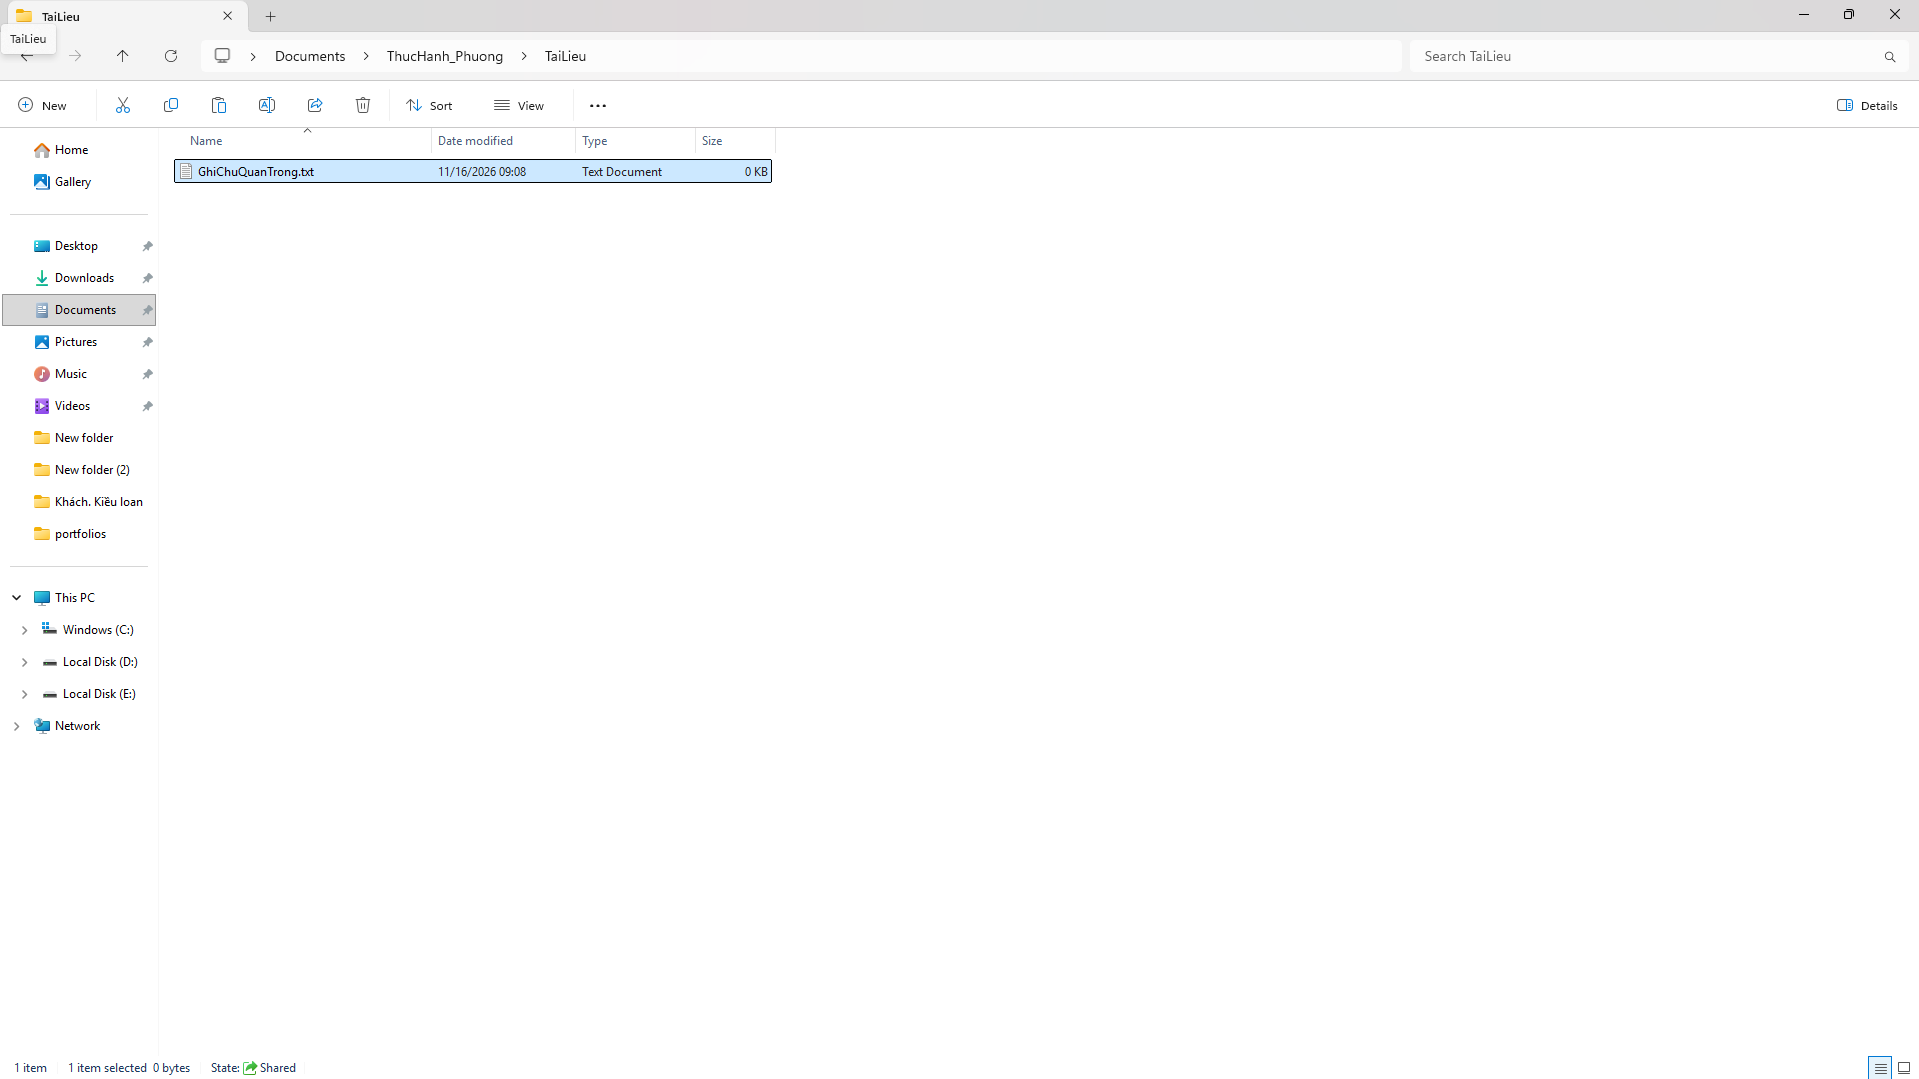 TaiLieu
TaiLieu
Documents
ThucHanh_Phuong
TaiLieu
Search TaiLieu
New
Sort
View
Details
Name
Date modified
Type
Size
GhiChuQuanTrong.txt
11/16/2026 09:08
Text Document
0 KB
Home
Gallery
Desktop
Downloads
Documents
Pictures
Music
Videos
New folder
New folder (2)
Khách. Kiều loan
portfolios
This PC
Windows (C:)
Local Disk (D:)
Local Disk (E:)
Network
1 item
1 item selected 0 bytes
State: Shared